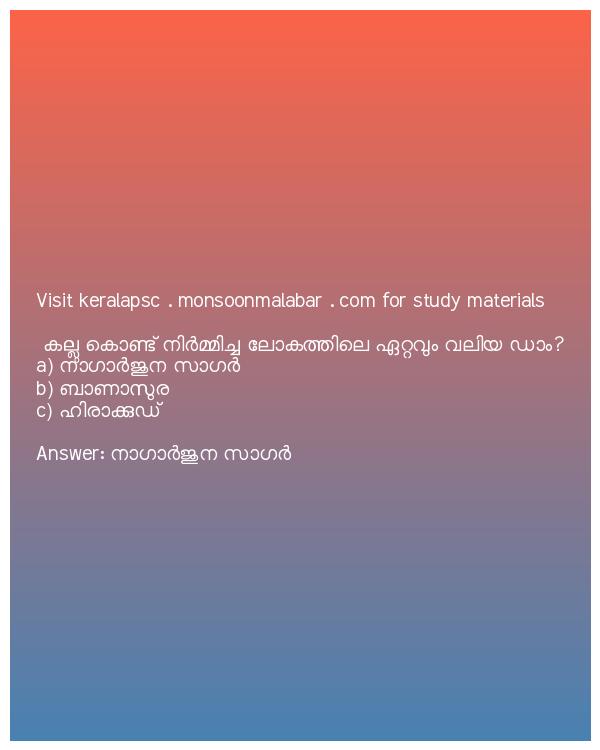 Visit keralapsc . monsoonmalabar . com for study materials
കല്ലു കൊണ്ട് നിർമ്മിച്ച ലോകത്തിലെ ഏറ്റവും വലിയ ഡാം?
a) നാഗാർജുന സാഗർ
b) ബാണാസുര
c) ഹിരാക്കുഡ്
Answer: നാഗാർജുന സാഗർ